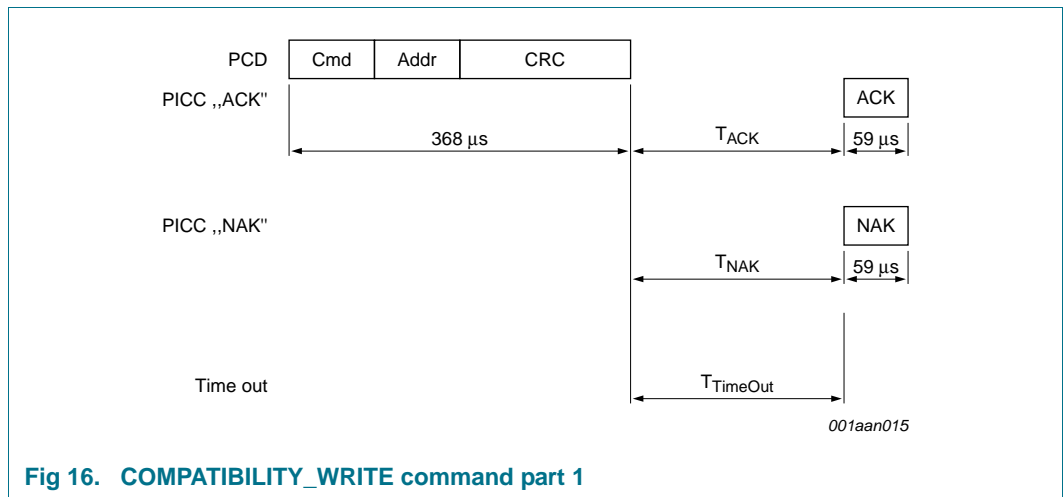 PCD Cmd Addr CRC
PICC ,,ACK" ACK
368 μs TACK 59 μs
PICC ,,NAK" NAK
TNAK 59 μs
Time out TTimeOut
001aan015
Fig 16. COMPATIBILITY_WRITE command part 1